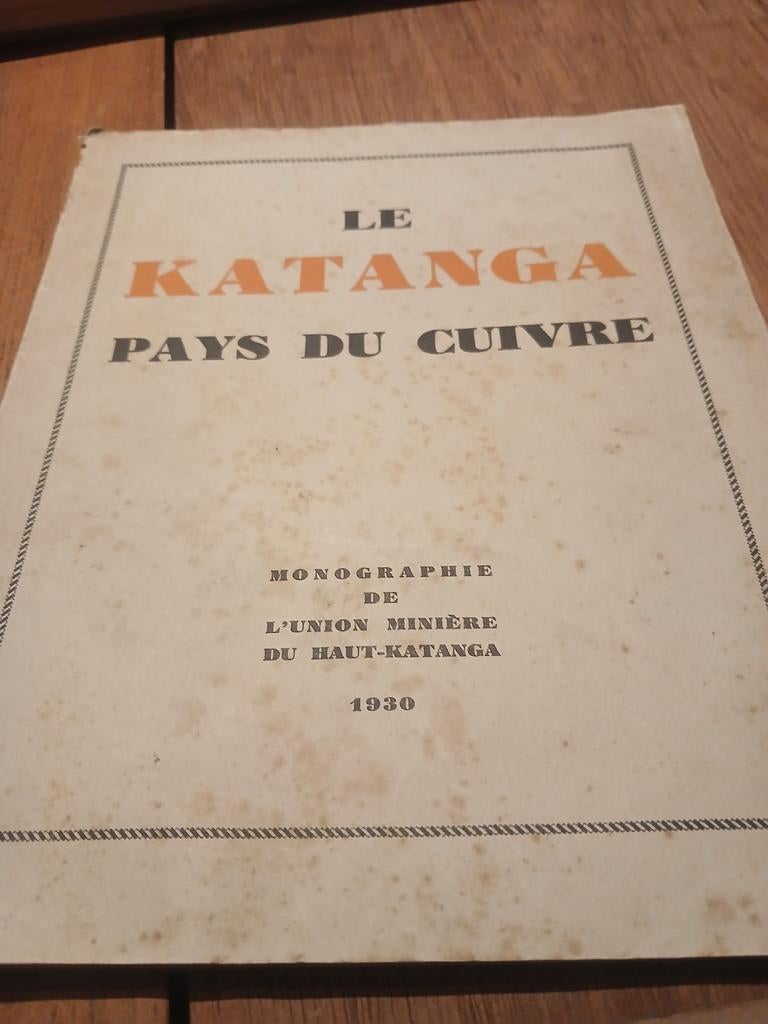 LE
KATANGA
PAYS DU CUIVRE
MONOGRAPHIE
DE
L'UNION MINIÈRE
DU HAUT-KATANGA
1930